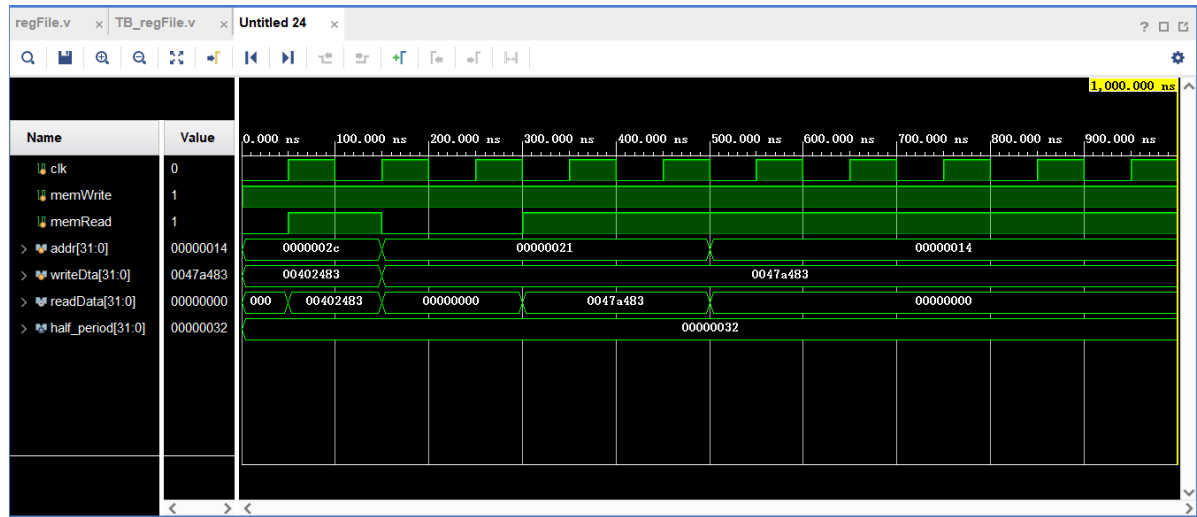 regFile.v × TB_regFile.v × Untitled 24 ×
1,000.000 ns
Name Value 0.000 ns 100.000 ns 200.000 ns 300.000 ns 400.000 ns 500.000 ns 600.000 ns 700.000 ns 800.000 ns 900.000 ns
clk 0
memWrite 1
memRead 1
addr[31:0] 00000014 0000002c 00000021 00000014
writeDta[31:0] 0047a483 00402483 0047a483
readData[31:0] 00000000 000 00402483 00000000 0047a483 00000000
half_period[31:0] 00000032 00000032